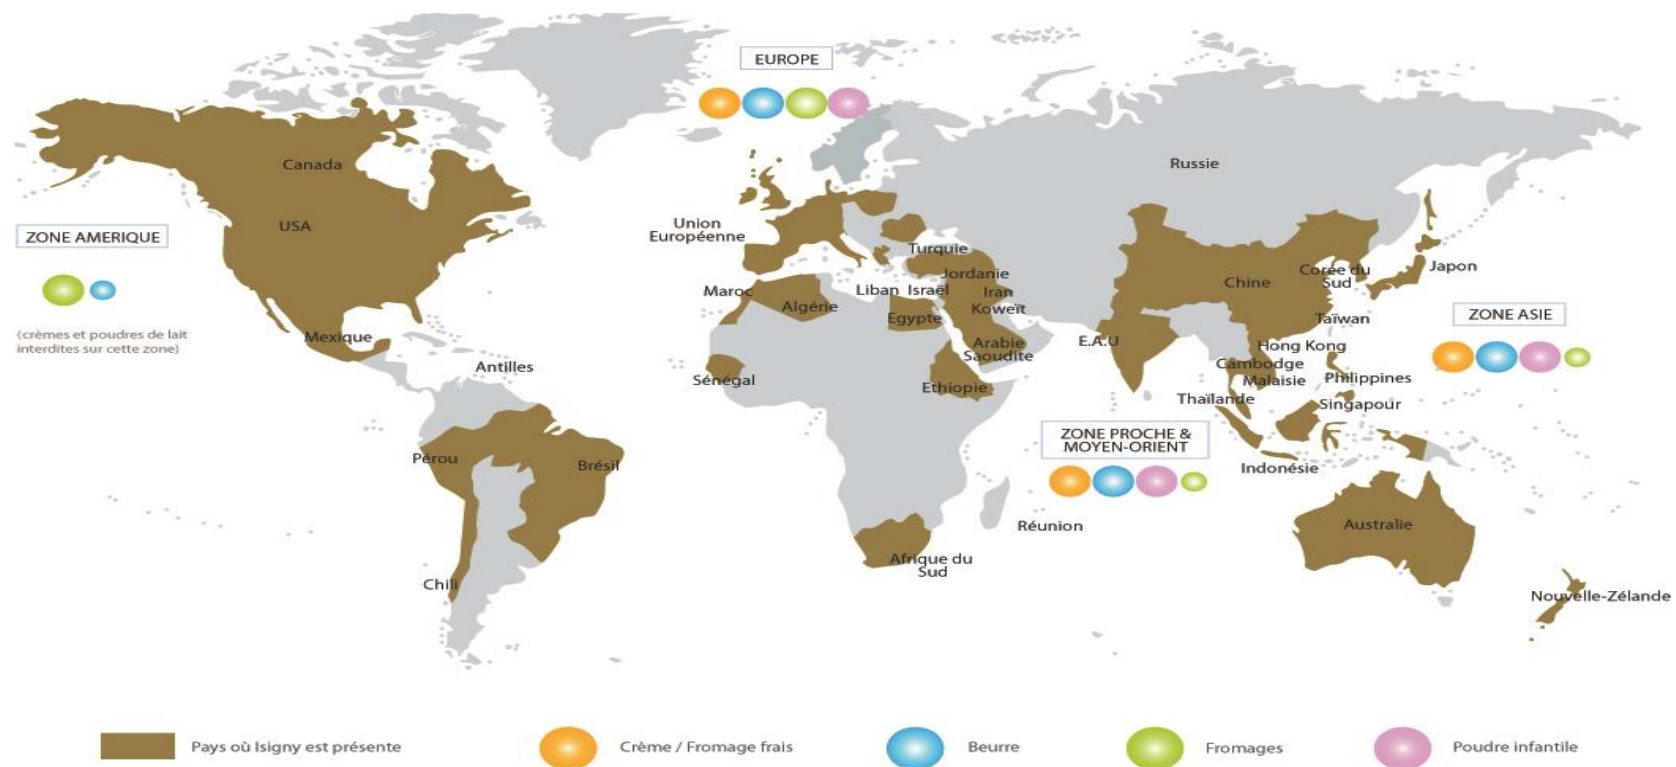 EUROPE
Canada
Russie
USA
ZONE AMERIQUE
(crèmes et poudres de lait
interdites sur cette zone)
Mexique
Antilles
Pérou
Brésil
Chili
Union
Européenne
Turquie
Jordanie
Liban
Israël
Iran
Koweït
Maroc
Algérie
Egypte
Arabie
Saoudite
E.A.U
Sénégal
Ethiopie
Afrique du
Sud
Réunion
ZONE PROCHE &
MOYEN-ORIENT
Chine
Corée du
Sud
Japon
Taïwan
Hong Kong
Cambodge
Malaisie
Philippines
Thaïlande
Singapour
Indonésie
ZONE ASIE
Australie
Nouvelle-Zélande
Pays où Isigny est présente
Crème / Fromage frais
Beurre
Fromages
Poudre infantile